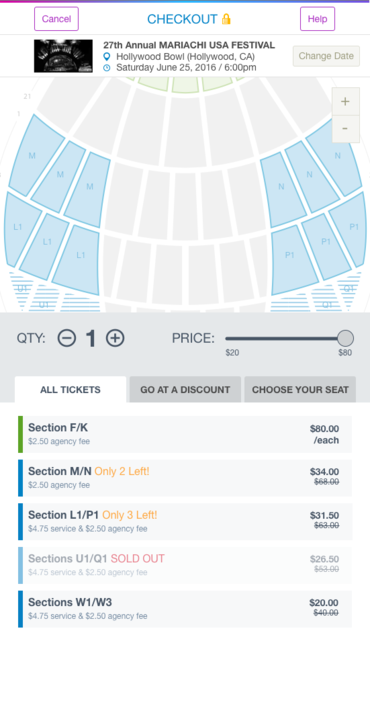 Cancel
CHECKOUT
Help
27th Annual MARIACHI USA FESTIVAL
Hollywood Bowl (Hollywood, CA)
Saturday June 25, 2016 / 6:00pm
Change Date
21
1
+
-
M
M
M
N
N
N
L1
L1
L1
P1
P1
P1
U1
U1
Q1
Q1
QTY: 1
PRICE:
$20
$80
ALL TICKETS
GO AT A DISCOUNT
CHOOSE YOUR SEAT
Section F/K
$2.50 agency fee
$80.00
/each
Section M/N Only 2 Left!
$2.50 agency fee
$34.00
$68.00
Section L1/P1 Only 3 Left!
$4.75 service & $2.50 agency fee
$31.50
$63.00
Sections U1/Q1 SOLD OUT
$4.75 service & $2.50 agency fee
$26.50
$53.00
Sections W1/W3
$4.75 service & $2.50 agency fee
$20.00
$40.00